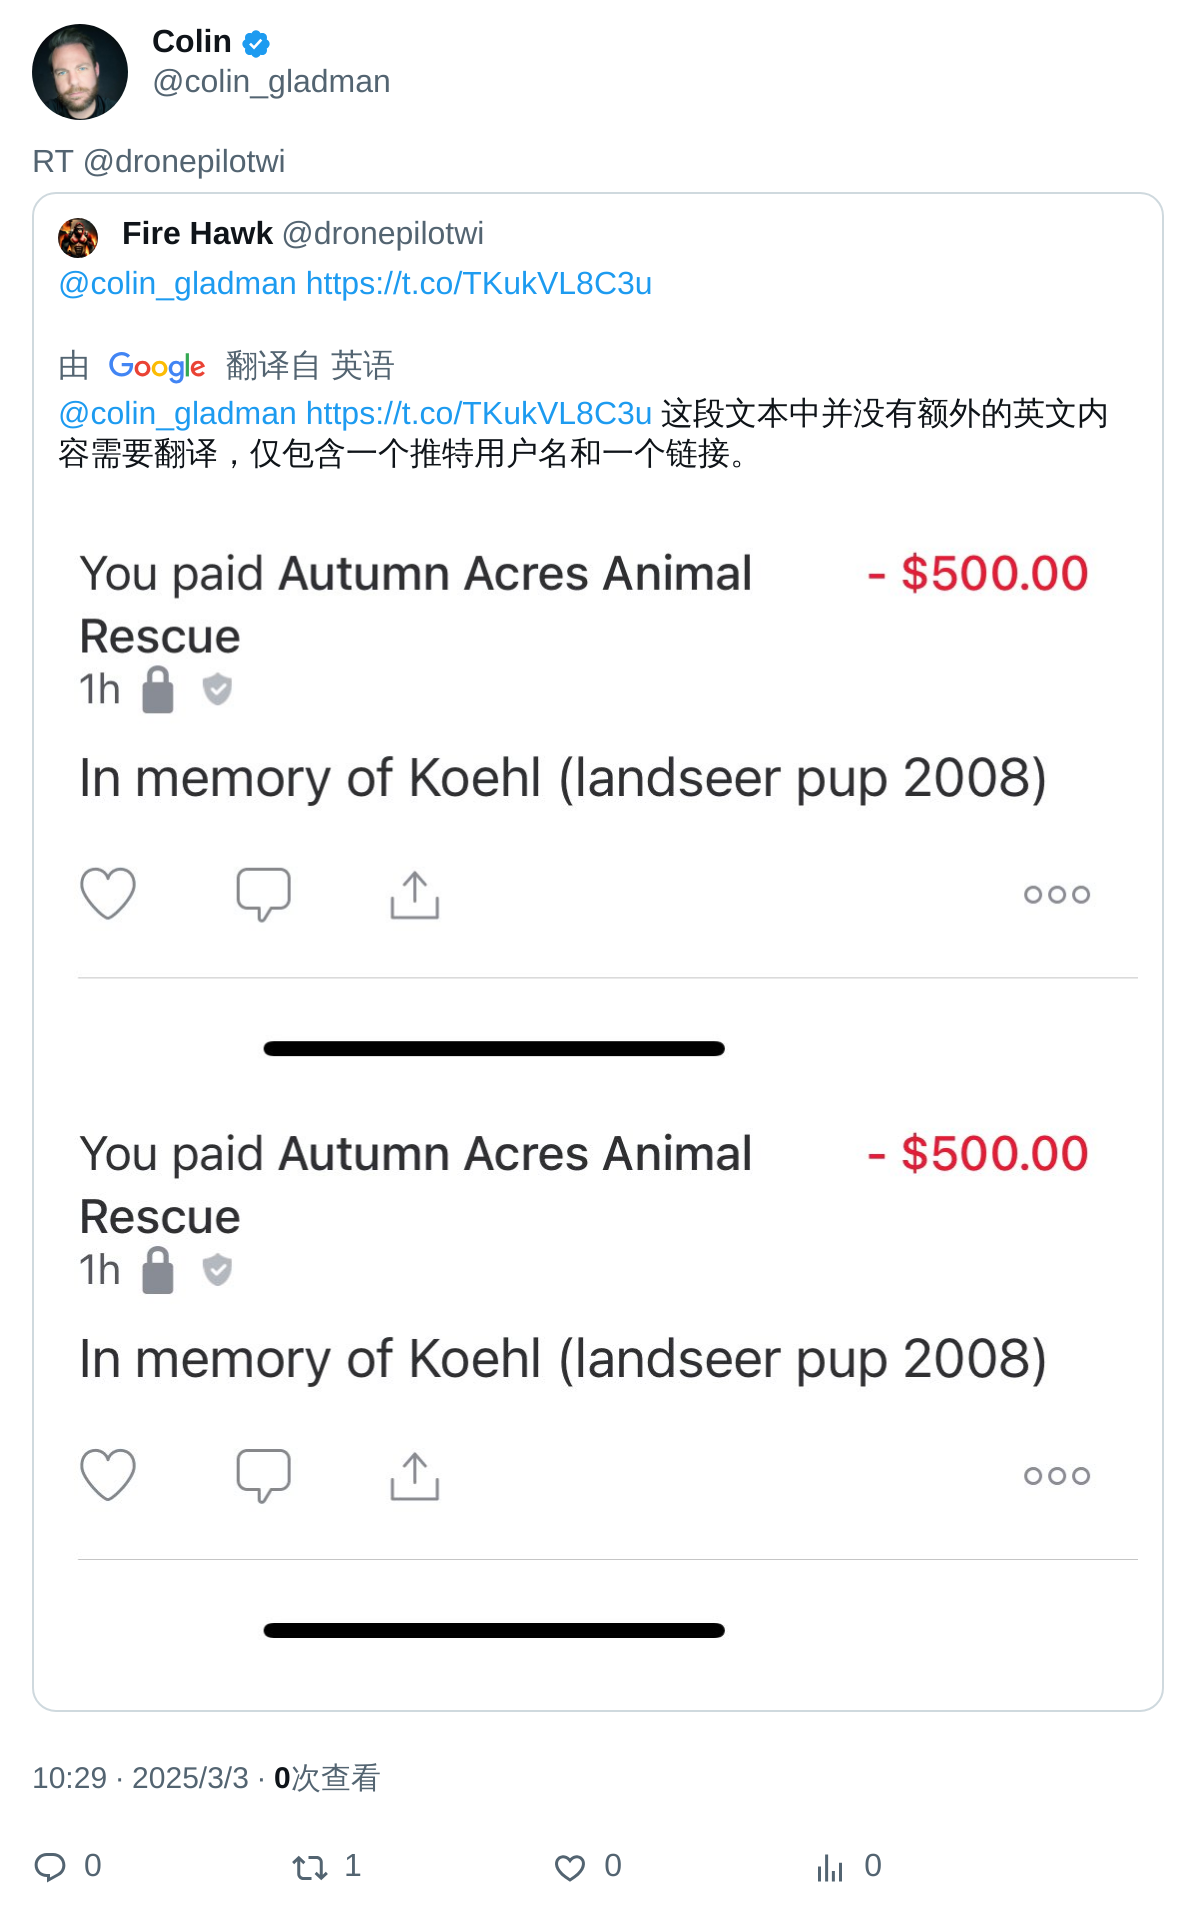 Colin
@colin_gladman
RT @dronepilotwi
Fire Hawk @dronepilotwi
@colin_gladman https://t.co/TKukVL8C3u
由 Google 翻译自 英语
@colin_gladman https://t.co/TKukVL8C3u 这段文本中并没有额外的英文内
容需要翻译，仅包含一个推特用户名和一个链接。
You paid Autumn Acres Animal - $500.00
Rescue
1h
In memory of Koehl (landseer pup 2008)
You paid Autumn Acres Animal - $500.00
Rescue
1h
In memory of Koehl (landseer pup 2008)
10:29 · 2025/3/3 · 0次查看
0 1 0 0